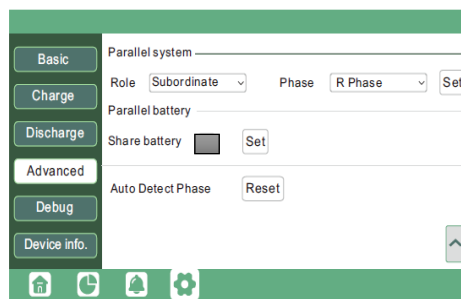 Basic
Charge
Discharge
Advanced
Debug
Device info.
Parallel system
Role Subordinate Phase R Phase Set
Parallel battery
Share battery Set
Auto Detect Phase Reset